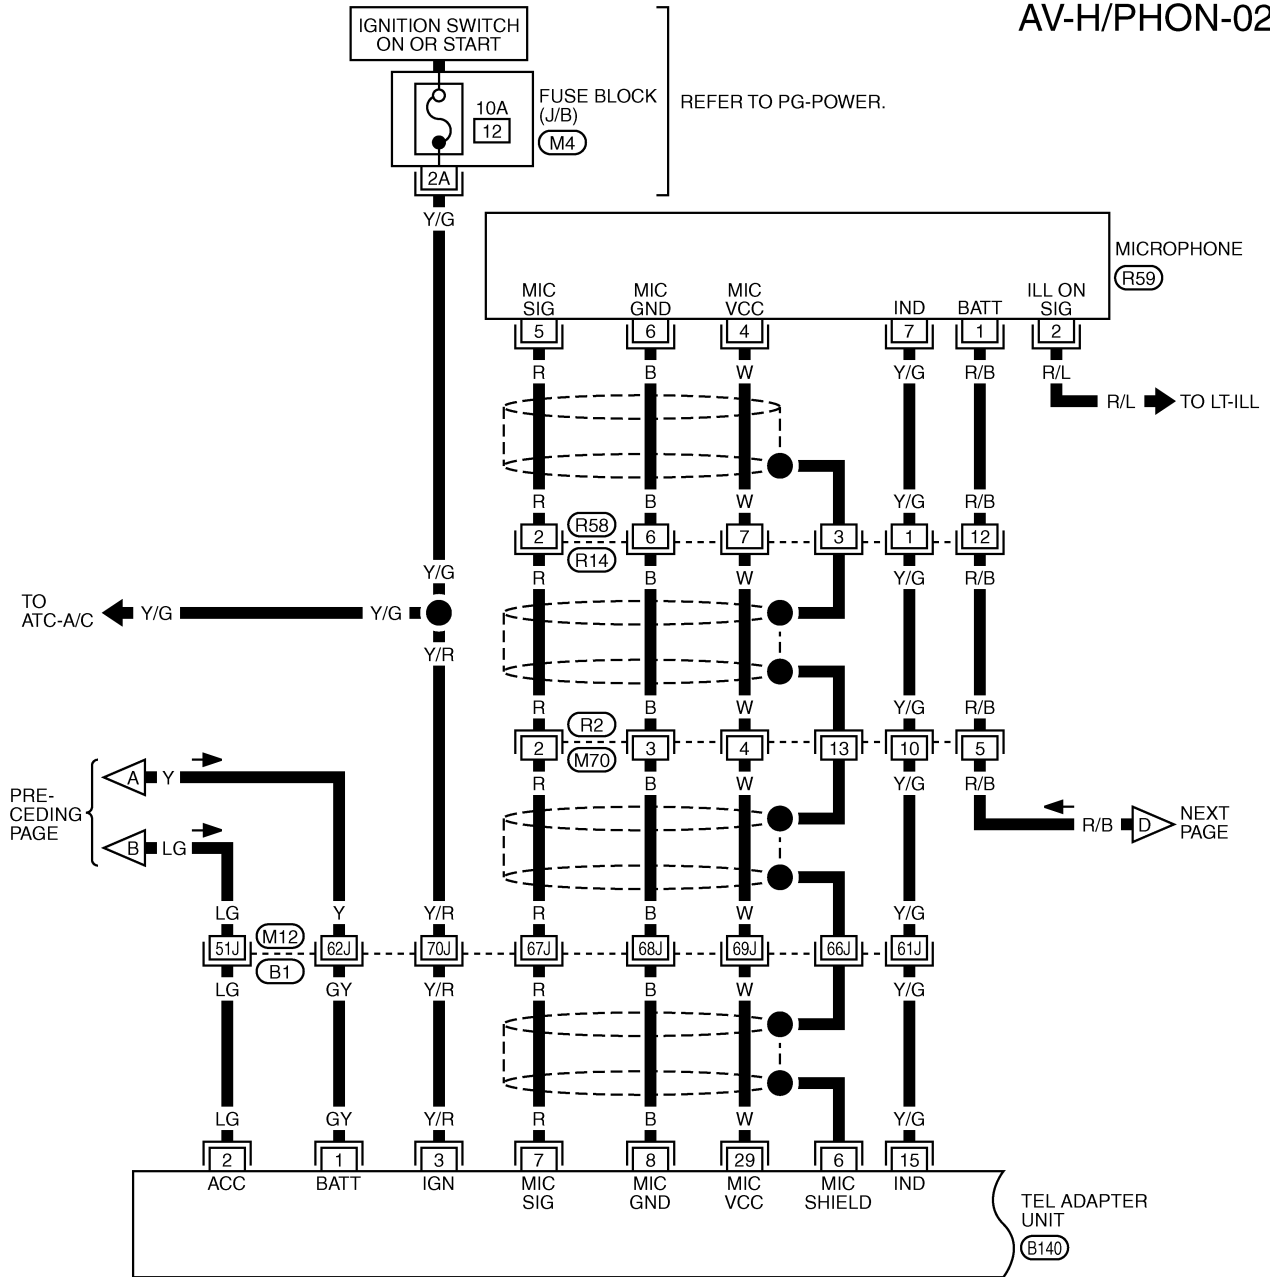 AV-H/PHON-02
IGNITION SWITCH
ON OR START
10A
12
FUSE BLOCK
(J/B)
M4
REFER TO PG-POWER.
2A
Y/G
MICROPHONE
R59
MIC
SIG
MIC
GND
MIC
VCC
IND
BATT
ILL ON
SIG
5
6
4
7
1
2
R
B
W
Y/G
R/B
R/L
R/L
TO LT-ILL
R
B
W
Y/G
R/B
R58
2
6
7
3
1
12
R14
Y/G
R
B
W
Y/G
R/B
TO
ATC-A/C
Y/G
Y/G
Y/R
R
B
W
Y/G
R/B
R2
2
3
4
13
10
5
M70
R
B
W
Y/G
R/B
PRE-
CEDING
PAGE
A
Y
B
LG
R/B
D
NEXT
PAGE
LG
Y
Y/R
R
B
W
Y/G
M12
51J
62J
70J
67J
68J
69J
66J
61J
B1
LG
GY
Y/R
R
B
W
Y/G
LG
GY
Y/R
R
B
W
Y/G
2
1
3
7
8
29
6
15
ACC
BATT
IGN
MIC
SIG
MIC
GND
MIC
VCC
MIC
SHIELD
IND
TEL ADAPTER
UNIT
B140